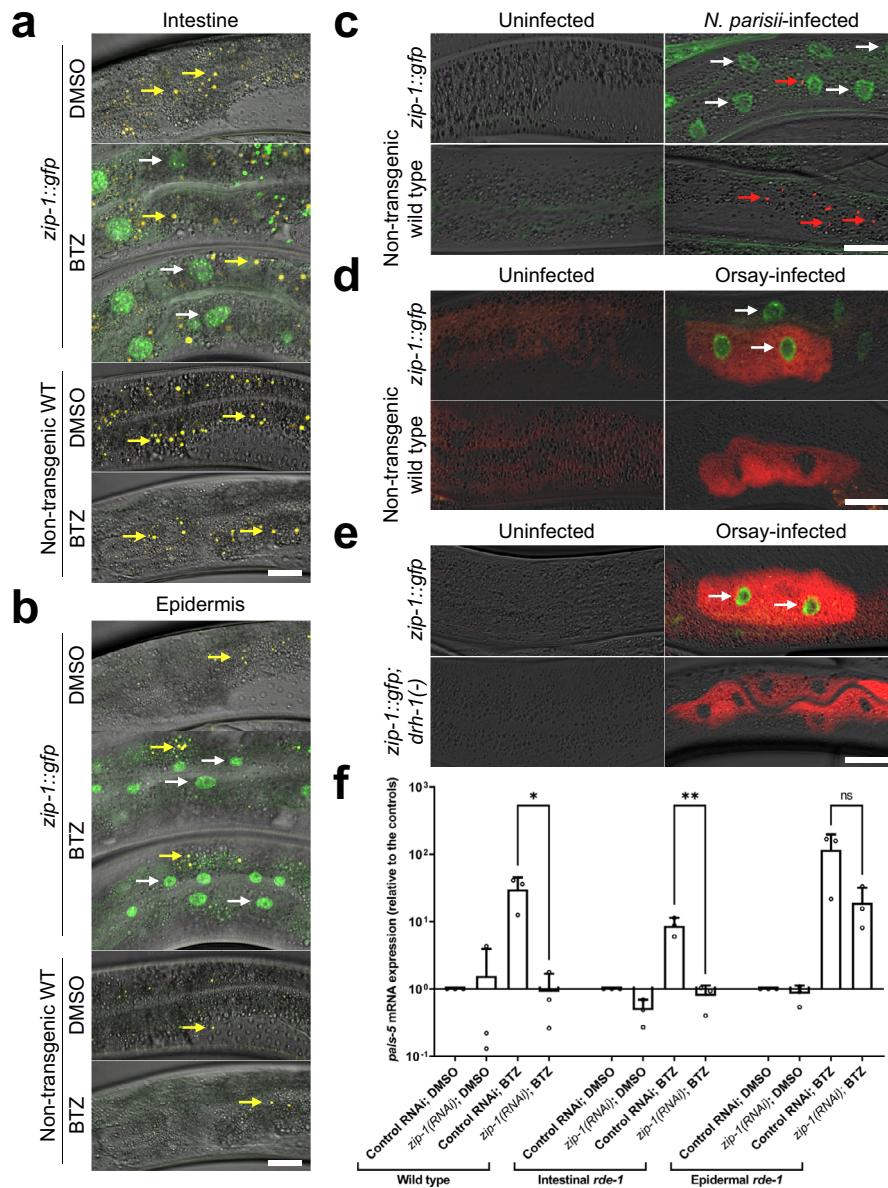 a
Intestine
zip-1::gfp
DMSO
BTZ
Non-transgenic WT
DMSO
BTZ
b
Epidermis
zip-1::gfp
DMSO
BTZ
Non-transgenic WT
DMSO
BTZ
c
Uninfected
N. parisii-infected
zip-1::gfp
Non-transgenic
wild type
d
Uninfected
Orsay-infected
zip-1::gfp
Non-transgenic
wild type
e
Uninfected
Orsay-infected
zip-1::gfp
zip-1::gfp;
drh-1(-)
f
pals-5 mRNA expression (relative to the controls)
10³
10²
10¹
10⁰
10⁻¹
*
**
ns
Control RNAi; DMSO
zip-1(RNAi); DMSO
Control RNAi; BTZ
zip-1(RNAi); BTZ
Control RNAi; DMSO
zip-1(RNAi); DMSO
Control RNAi; BTZ
zip-1(RNAi); BTZ
Control RNAi; DMSO
zip-1(RNAi); DMSO
Control RNAi; BTZ
zip-1(RNAi); BTZ
Wild type
Intestinal rde-1
Epidermal rde-1